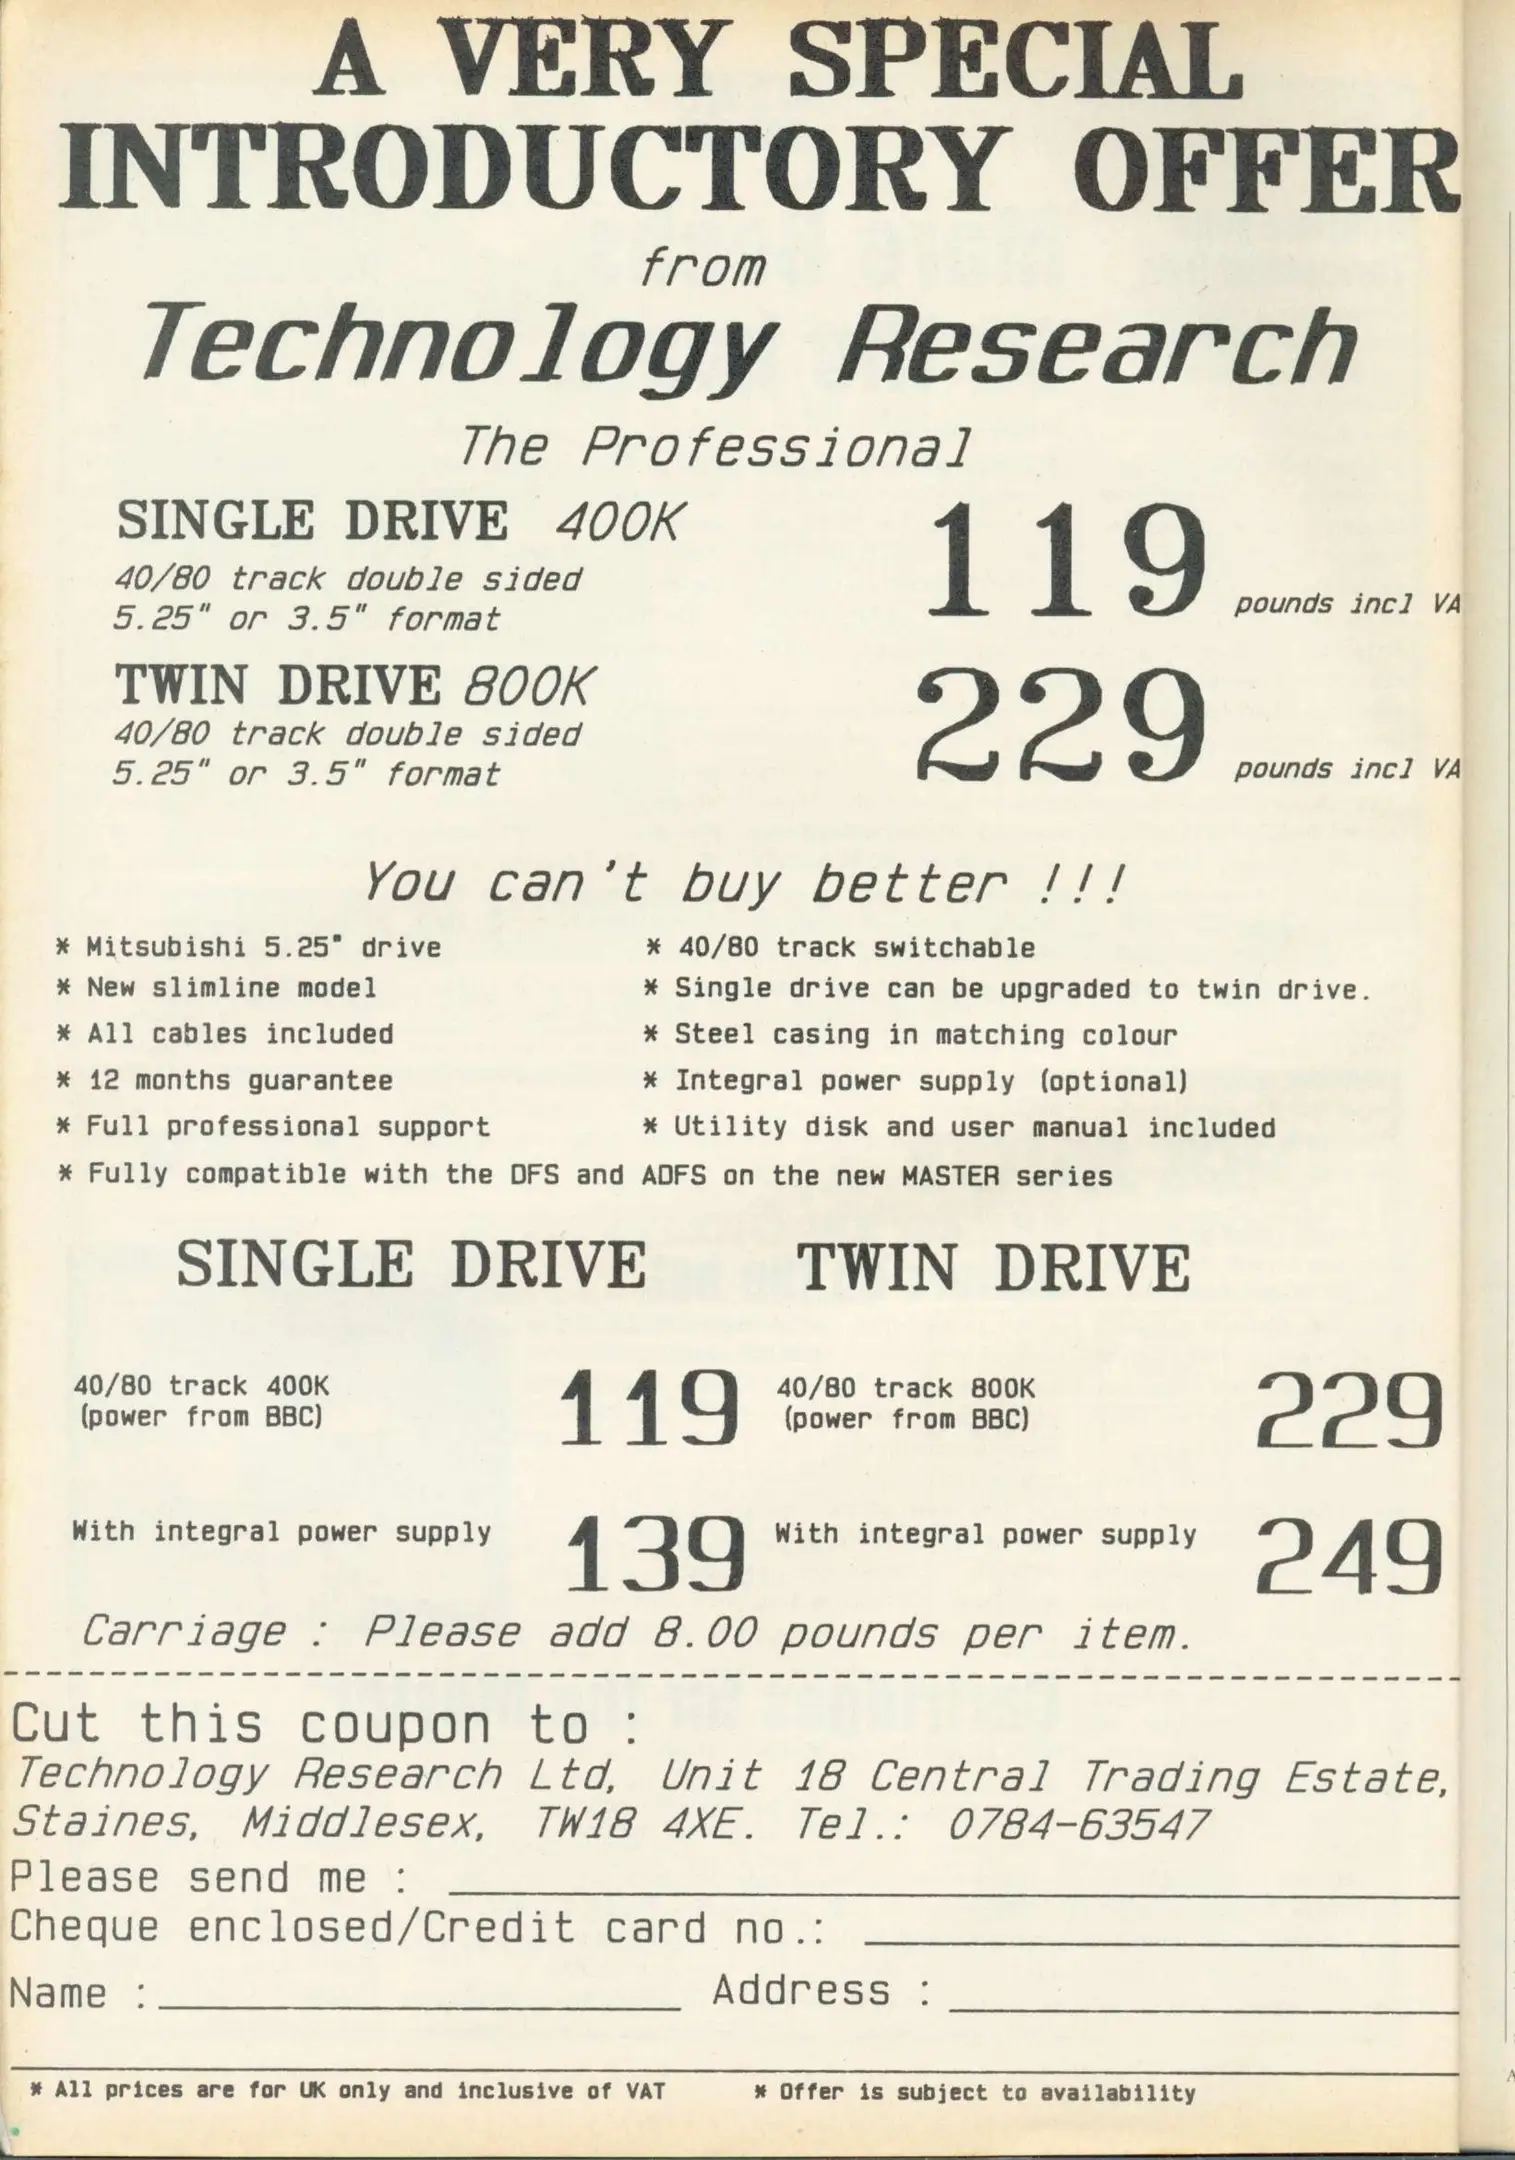 A VERY SPECIAL
INTRODUCTORY OFFER
from
Technology Research
The Professional
SINGLE DRIVE 400K
40/80 track double sided
5.25" or 3.5" format
119 pounds incl VA
TWIN DRIVE 800K
40/80 track double sided
5.25" or 3.5" format
229 pounds incl VA
You can't buy better !!!
* Mitsubishi 5.25" drive
* 40/80 track switchable
* New slimline model
* Single drive can be upgraded to twin drive.
* All cables included
* Steel casing in matching colour
* 12 months guarantee
* Integral power supply (optional)
* Full professional support
* Utility disk and user manual included
* Fully compatible with the DFS and ADFS on the new MASTER series
SINGLE DRIVE TWIN DRIVE
40/80 track 400K
(power from BBC)
119
40/80 track 800K
(power from BBC)
229
With integral power supply 139
With integral power supply 249
Carriage : Please add 8.00 pounds per item.
Cut this coupon to :
Technology Research Ltd, Unit 18 Central Trading Estate,
Staines, Middlesex, TW18 4XE. Tel.: 0784-63547
Please send me :
Cheque enclosed/Credit card no.:
Name : Address :
* All prices are for UK only and inclusive of VAT * Offer is subject to availability